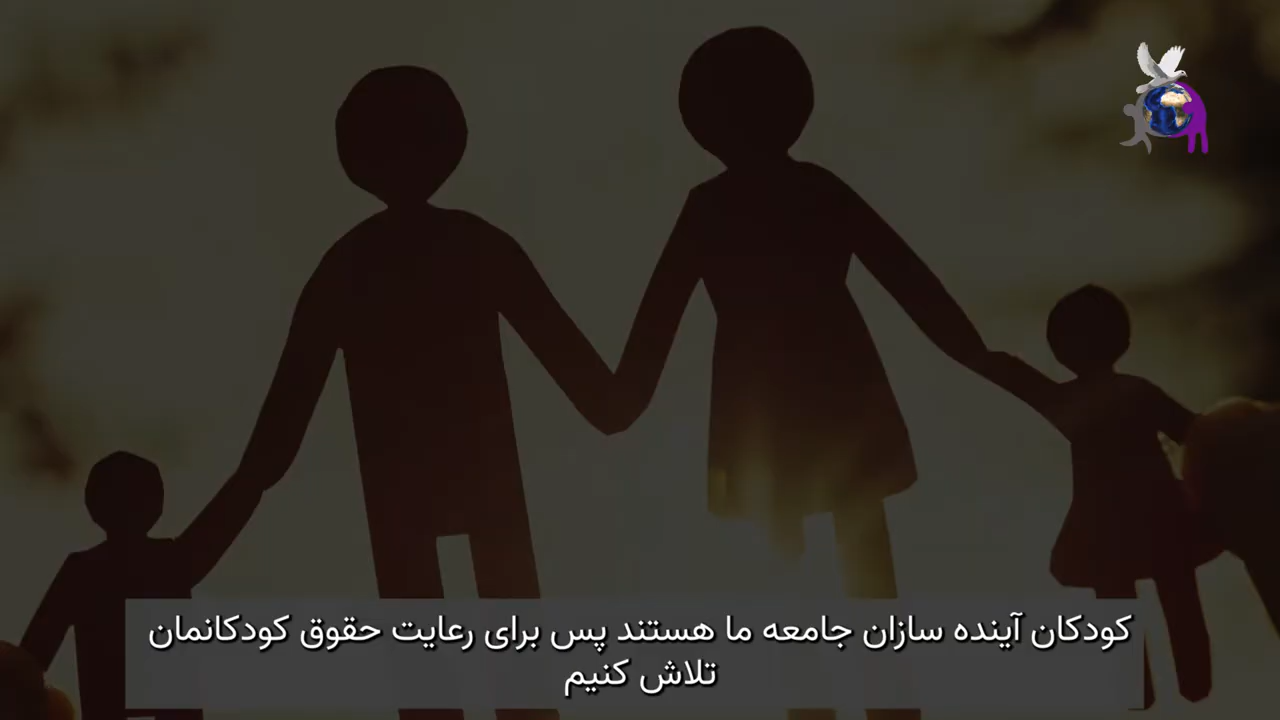 کودکان آینده سازان جامعه ما هستند پس برای رعایت حقوق کودکانمان
تلاش کنیم